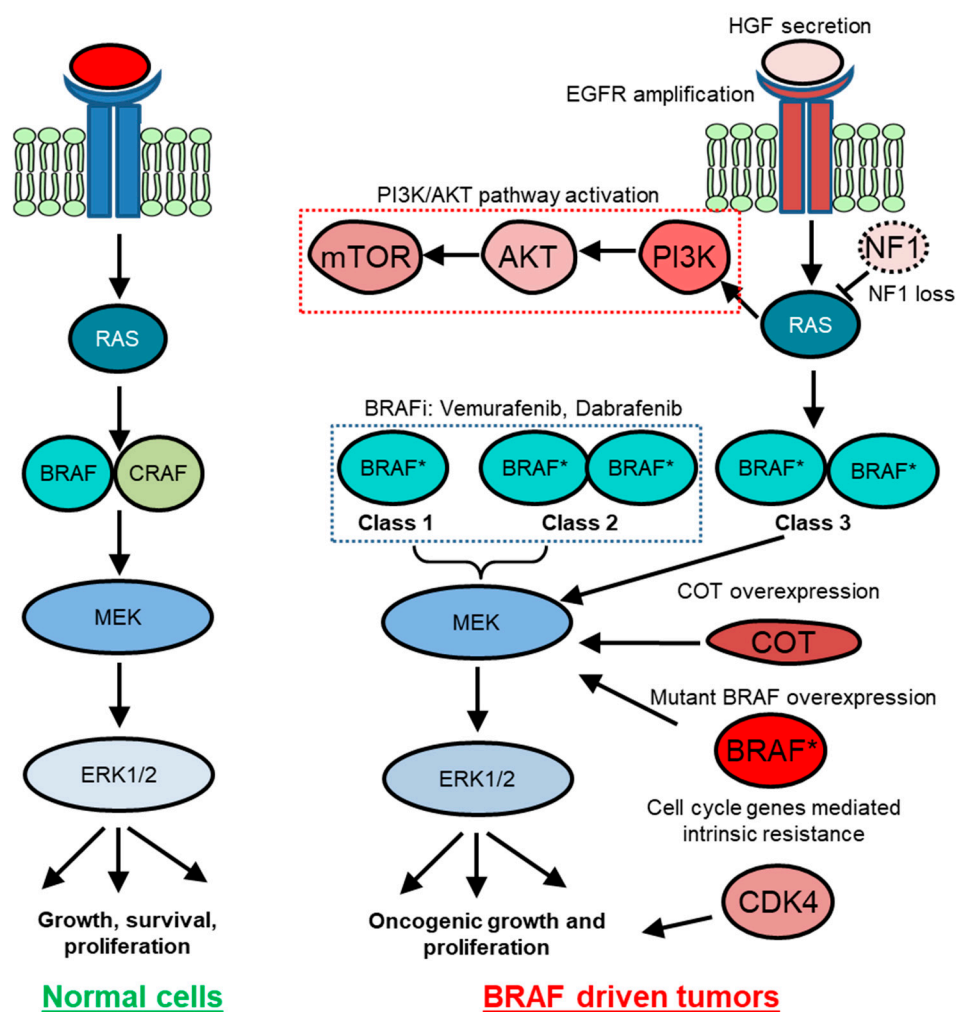 HGF secretion
EGFR amplification
PI3K/AKT pathway activation
mTOR
AKT
PI3K
NF1
NF1 loss
RAS
RAS
BRAFi: Vemurafenib, Dabrafenib
BRAF
CRAF
BRAF*
BRAF*
BRAF*
BRAF*
BRAF*
Class 1
Class 2
Class 3
MEK
MEK
COT overexpression
COT
Mutant BRAF overexpression
BRAF*
ERK1/2
ERK1/2
Cell cycle genes mediated
intrinsic resistance
CDK4
Growth, survival,
proliferation
Oncogenic growth and
proliferation
Normal cells
BRAF driven tumors